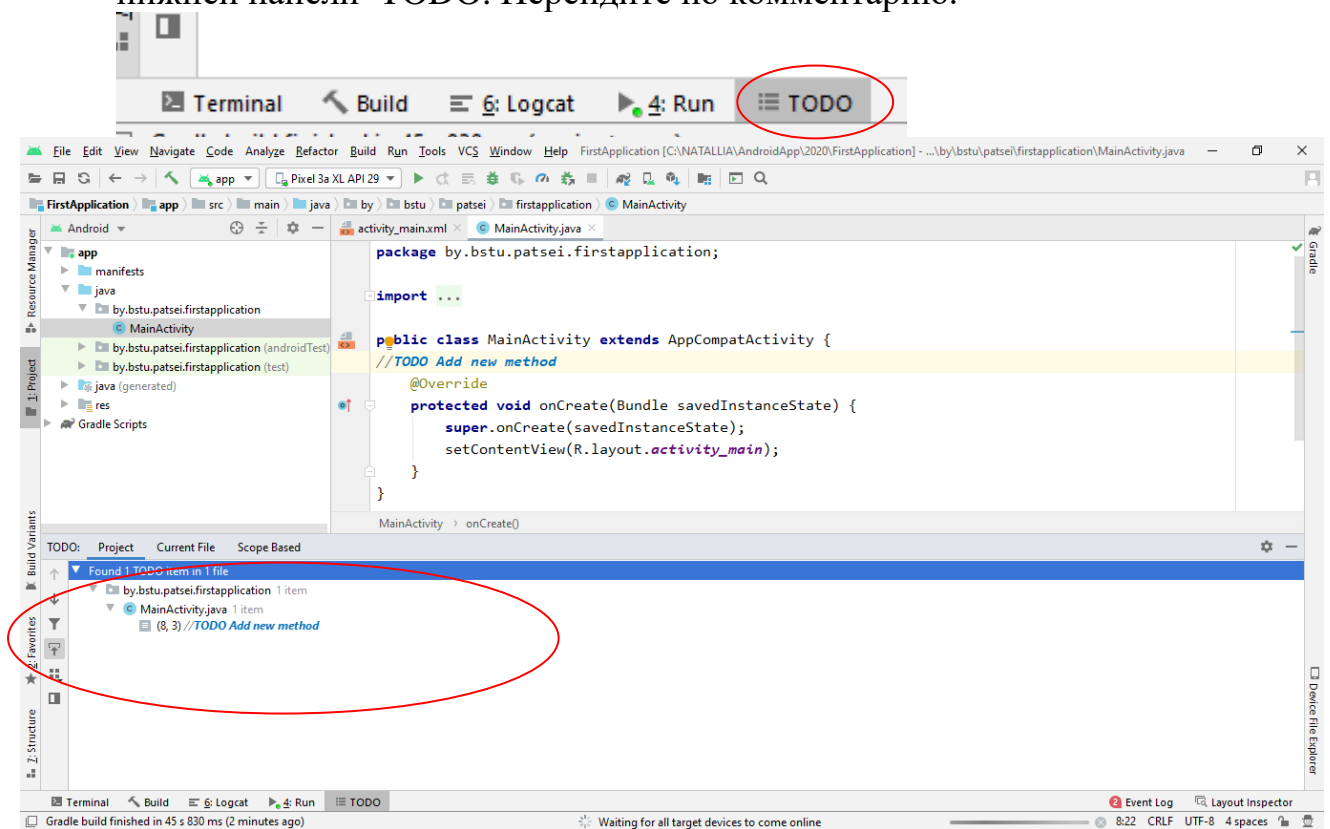 нижней панели TODO. Перейдите по комментарию.
Terminal Build 6: Logcat 4: Run TODO
File Edit View Navigate Code Analyze Refactor Build Run Tools VCS Window Help FirstApplication [C:\NATALLIA\AndroidApp\2020\FirstApplication] - ...\by\bstu\patsei\firstapplication\MainActivity.java
app Pixel 3a XL API 29
FirstApplication app src main java by bstu patsei firstapplication MainActivity
Android
activity_main.xml MainActivity.java
Resource Manager
1: Project
Build Variants
2: Favorites
7: Structure
app
manifests
java
by.bstu.patsei.firstapplication
MainActivity
by.bstu.patsei.firstapplication (androidTest)
by.bstu.patsei.firstapplication (test)
java (generated)
res
Gradle Scripts
package by.bstu.patsei.firstapplication;
import ...
public class MainActivity extends AppCompatActivity {
//TODO Add new method
@Override
protected void onCreate(Bundle savedInstanceState) {
super.onCreate(savedInstanceState);
setContentView(R.layout.activity_main);
}
}
MainActivity › onCreate()
Gradle
Device File Explorer
TODO: Project Current File Scope Based
Found 1 TODO item in 1 file
by.bstu.patsei.firstapplication 1 item
MainActivity.java 1 item
(8, 3) //TODO Add new method
Terminal Build 6: Logcat 4: Run TODO
2 Event Log Layout Inspector
Gradle build finished in 45 s 830 ms (2 minutes ago) Waiting for all target devices to come online 8:22 CRLF UTF-8 4 spaces